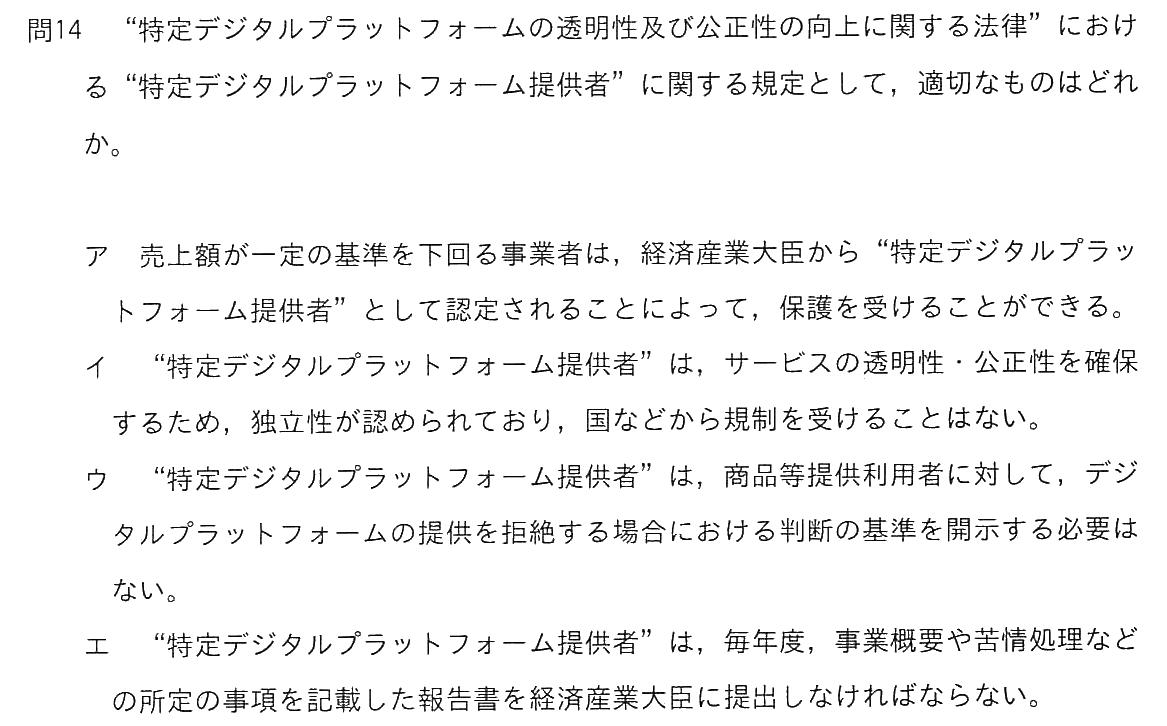 問14　“特定デジタルプラットフォームの透明性及び公正性の向上に関する法律”におけ
る“特定デジタルプラットフォーム提供者”に関する規定として，適切なものはどれ
か。
ア　売上額が一定の基準を下回る事業者は，経済産業大臣から“特定デジタルプラッ
トフォーム提供者”として認定されることによって，保護を受けることができる。
イ　“特定デジタルプラットフォーム提供者”は，サービスの透明性・公正性を確保
するため，独立性が認められており，国などから規制を受けることはない。
ウ　“特定デジタルプラットフォーム提供者”は，商品等提供利用者に対して，デジ
タルプラットフォームの提供を拒絶する場合における判断の基準を開示する必要は
ない。
エ　“特定デジタルプラットフォーム提供者”は，毎年度，事業概要や苦情処理など
の所定の事項を記載した報告書を経済産業大臣に提出しなければならない。